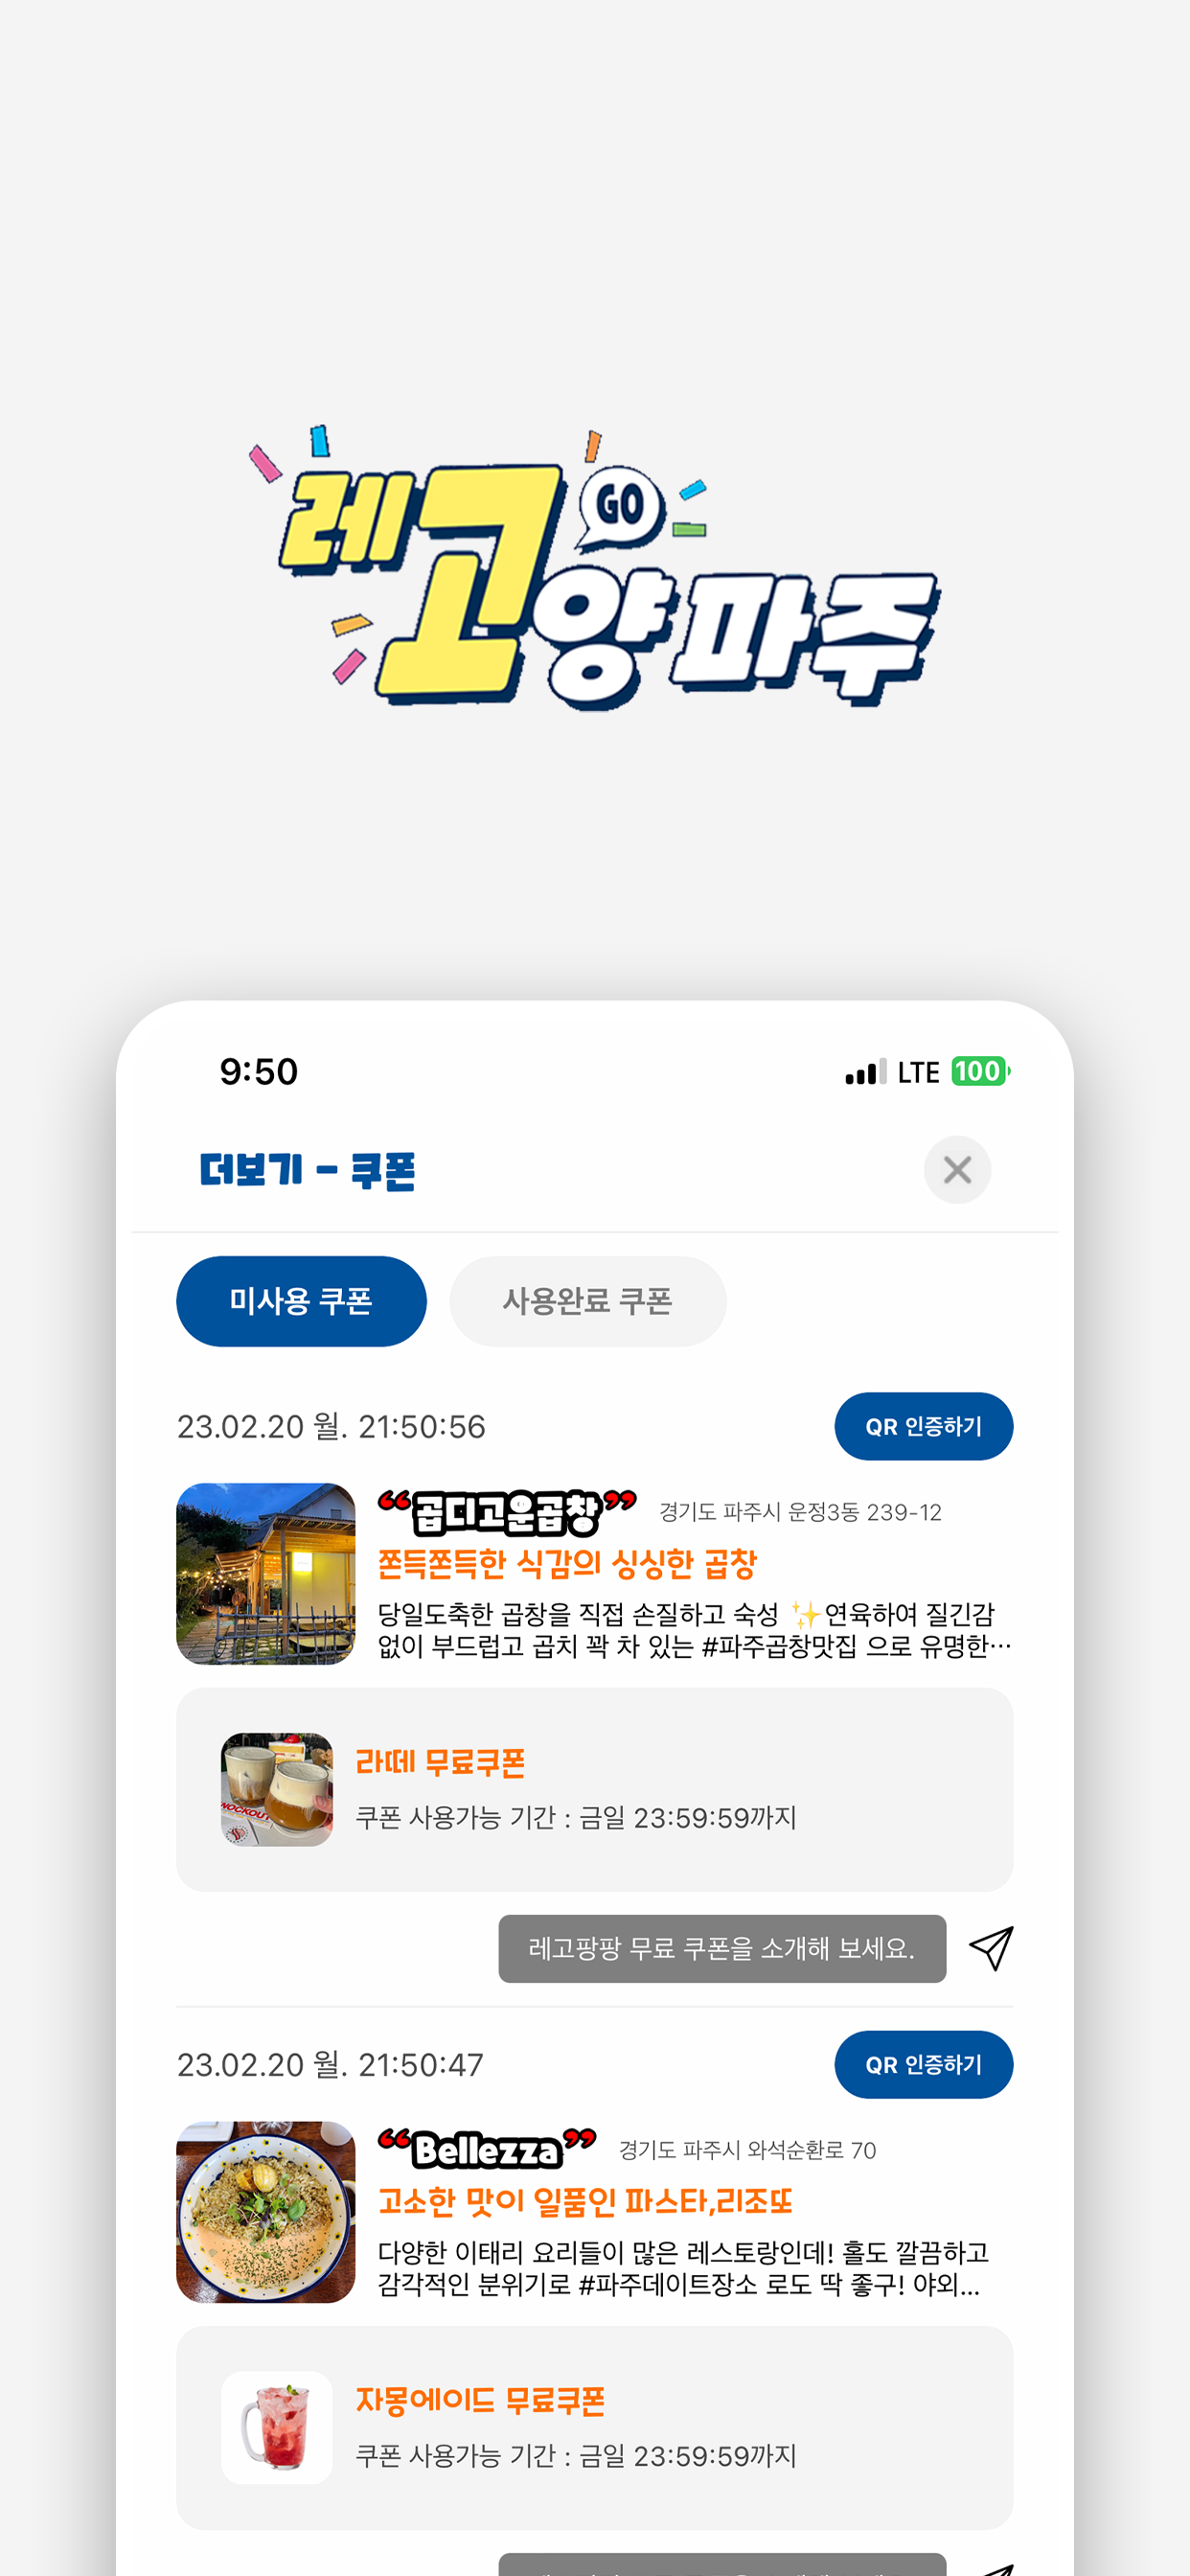 레고
GO
양파주
9:50
LTE 100
더보기 - 쿠폰
미사용 쿠폰
사용완료 쿠폰
23.02.20 월. 21:50:56
QR 인증하기
“곱디고운곱창”
경기도 파주시 운정3동 239-12
쫀득쫀득한 식감의 싱싱한 곱창
당일도축한 곱창을 직접 손질하고 숙성 ✨연육하여 질긴감
없이 부드럽고 곱치 꽉 차 있는 #파주곱창맛집 으로 유명한…
라떼 무료쿠폰
쿠폰 사용가능 기간 : 금일 23:59:59까지
레고팡팡 무료 쿠폰을 소개해 보세요.
23.02.20 월. 21:50:47
QR 인증하기
“Bellezza”
경기도 파주시 와석순환로 70
고소한 맛이 일품인 파스타,리조또
다양한 이태리 요리들이 많은 레스토랑인데! 홀도 깔끔하고
감각적인 분위기로 #파주데이트장소 로도 딱 좋구! 야외...
자몽에이드 무료쿠폰
쿠폰 사용가능 기간 : 금일 23:59:59까지